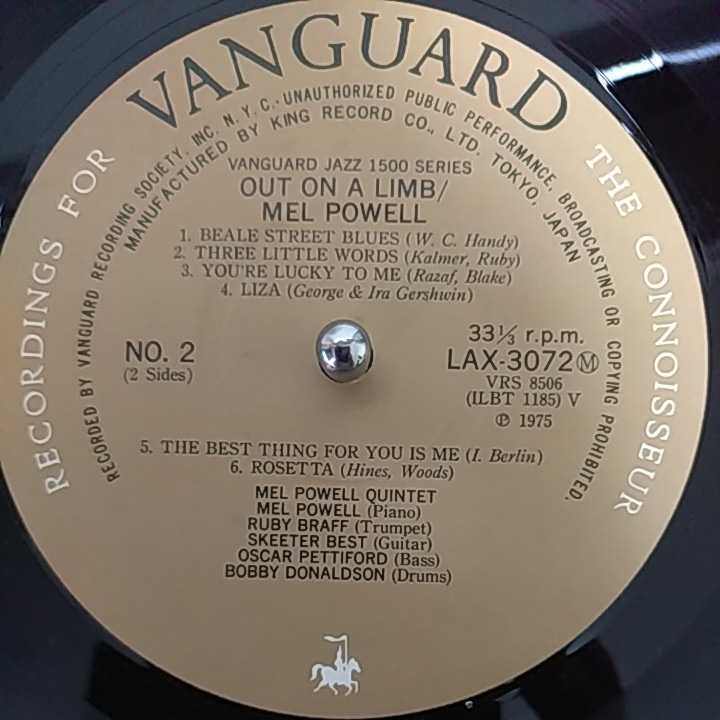 VANGUARD
RECORDINGS FOR THE CONNOISSEUR
RECORDED BY VANGUARD RECORDING SOCIETY, INC. N.Y.C.·UNAUTHORIZED PUBLIC PERFORMANCE, BROADCASTING OR COPYING PROHIBITED.
MANUFACTURED BY KING RECORD CO., LTD. TOKYO, JAPAN
VANGUARD JAZZ 1500 SERIES
OUT ON A LIMB/
MEL POWELL
1. BEALE STREET BLUES (W. C. Handy)
2. THREE LITTLE WORDS (Kalmer, Ruby)
3. YOU'RE LUCKY TO ME (Razaf, Blake)
4. LIZA (George & Ira Gershwin)
NO. 2
(2 Sides)
33⅓ r.p.m.
LAX-3072 Ⓜ
VRS 8506
(ILBT 1185) V
℗ 1975
5. THE BEST THING FOR YOU IS ME (I. Berlin)
6. ROSETTA (Hines, Woods)
MEL POWELL QUINTET
MEL POWELL (Piano)
RUBY BRAFF (Trumpet)
SKEETER BEST (Guitar)
OSCAR PETTIFORD (Bass)
BOBBY DONALDSON (Drums)